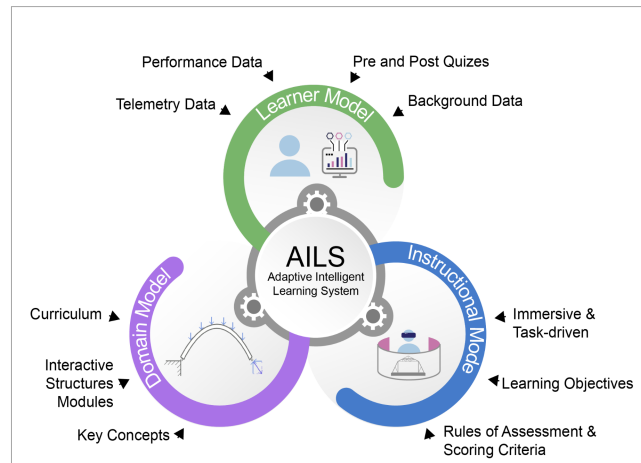 Performance Data
Pre and Post Quizes
Telemetry Data
Learner Model
Background Data
AILS
Adaptive Intelligent
Learning System
Domain Model
Instructional Mode
Curriculum
Interactive
Structures
Modules
Key Concepts
Immersive &
Task-driven
Learning Objectives
Rules of Assessment &
Scoring Criteria